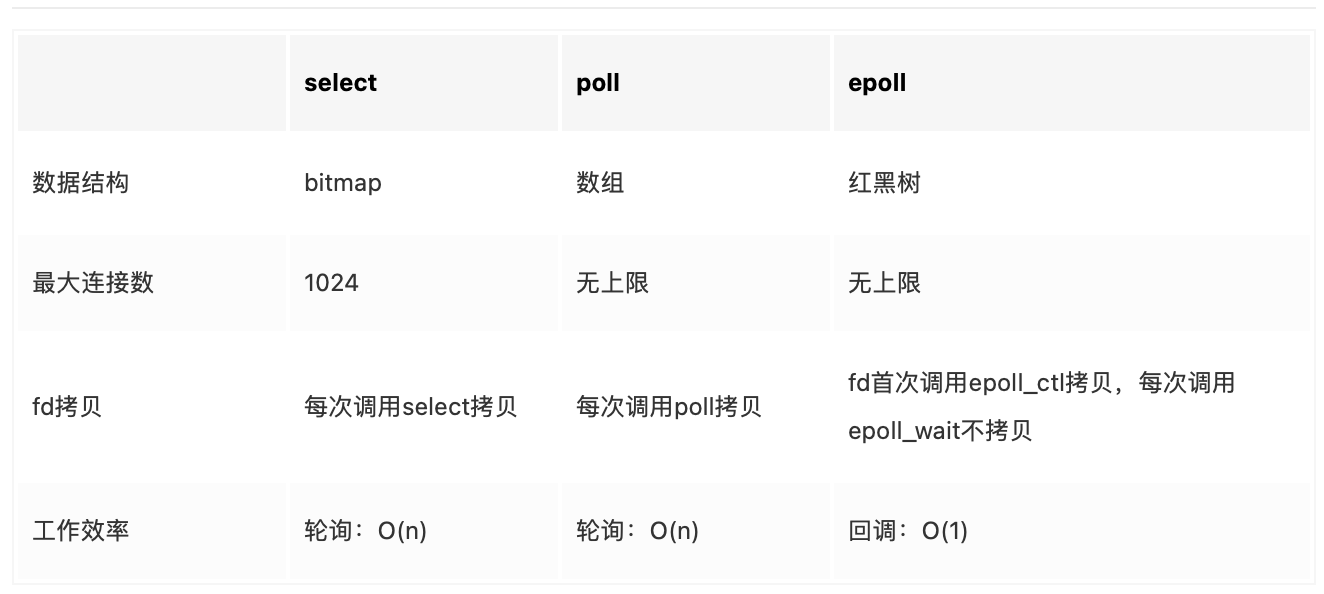 select poll epoll
数据结构 bitmap 数组 红黑树
最大连接数 1024 无上限 无上限
fd拷贝 每次调用select拷贝 每次调用poll拷贝 fd首次调用epoll_ctl拷贝，每次调用
epoll_wait不拷贝
工作效率 轮询：O(n) 轮询：O(n) 回调：O(1)